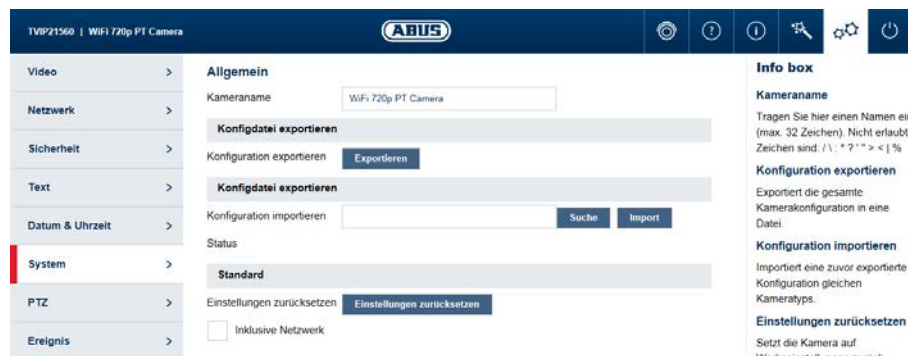 TVIP21560 | WiFi 720p PT Camera
ABUS
Video
Netzwerk
Sicherheit
Text
Datum & Uhrzeit
System
PTZ
Ereignis
Allgemein
Kameraname WiFi 720p PT Camera
Konfigdatei exportieren
Konfiguration exportieren Exportieren
Konfigdatei exportieren
Konfiguration importieren Suche Import
Status
Standard
Einstellungen zurücksetzen Einstellungen zurücksetzen
Inklusive Netzwerk
Info box
Kameraname
Tragen Sie hier einen Namen ei
(max. 32 Zeichen). Nicht erlaubt
Zeichen sind: / \ : * ? ' " > < | %
Konfiguration exportieren
Exportiert die gesamte
Kamerakonfiguration in eine
Datei.
Konfiguration importieren
Importiert eine zuvor exportierte
Konfiguration gleichen
Kameratyps.
Einstellungen zurücksetzen
Setzt die Kamera auf